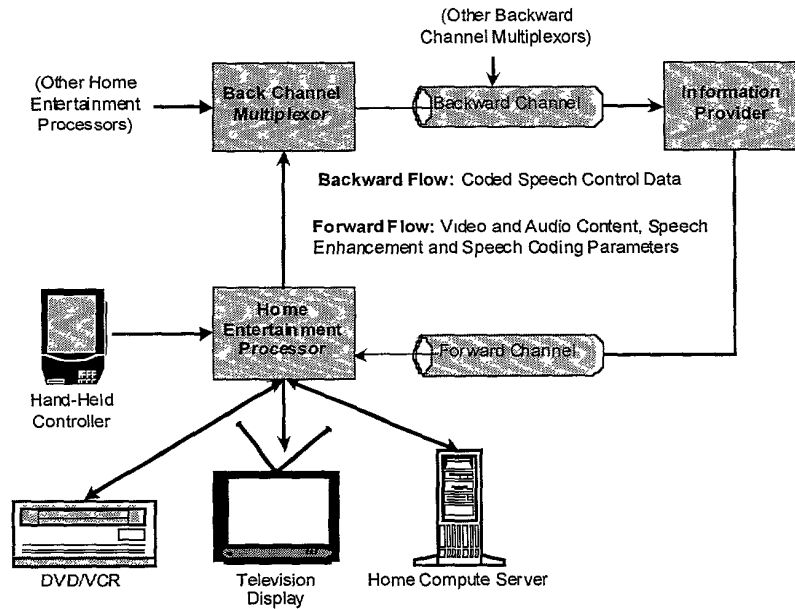 (Other Backward
Channel Multiplexors)
(Other Home
Entertainment
Processors)
Back Channel
Multiplexor
Backward Channel
Information
Provider
Backward Flow: Coded Speech Control Data
Forward Flow: Video and Audio Content, Speech
Enhancement and Speech Coding Parameters
Home
Entertainment
Processor
Forward Channel
Hand-Held
Controller
DVD/VCR
Television
Display
Home Compute Server